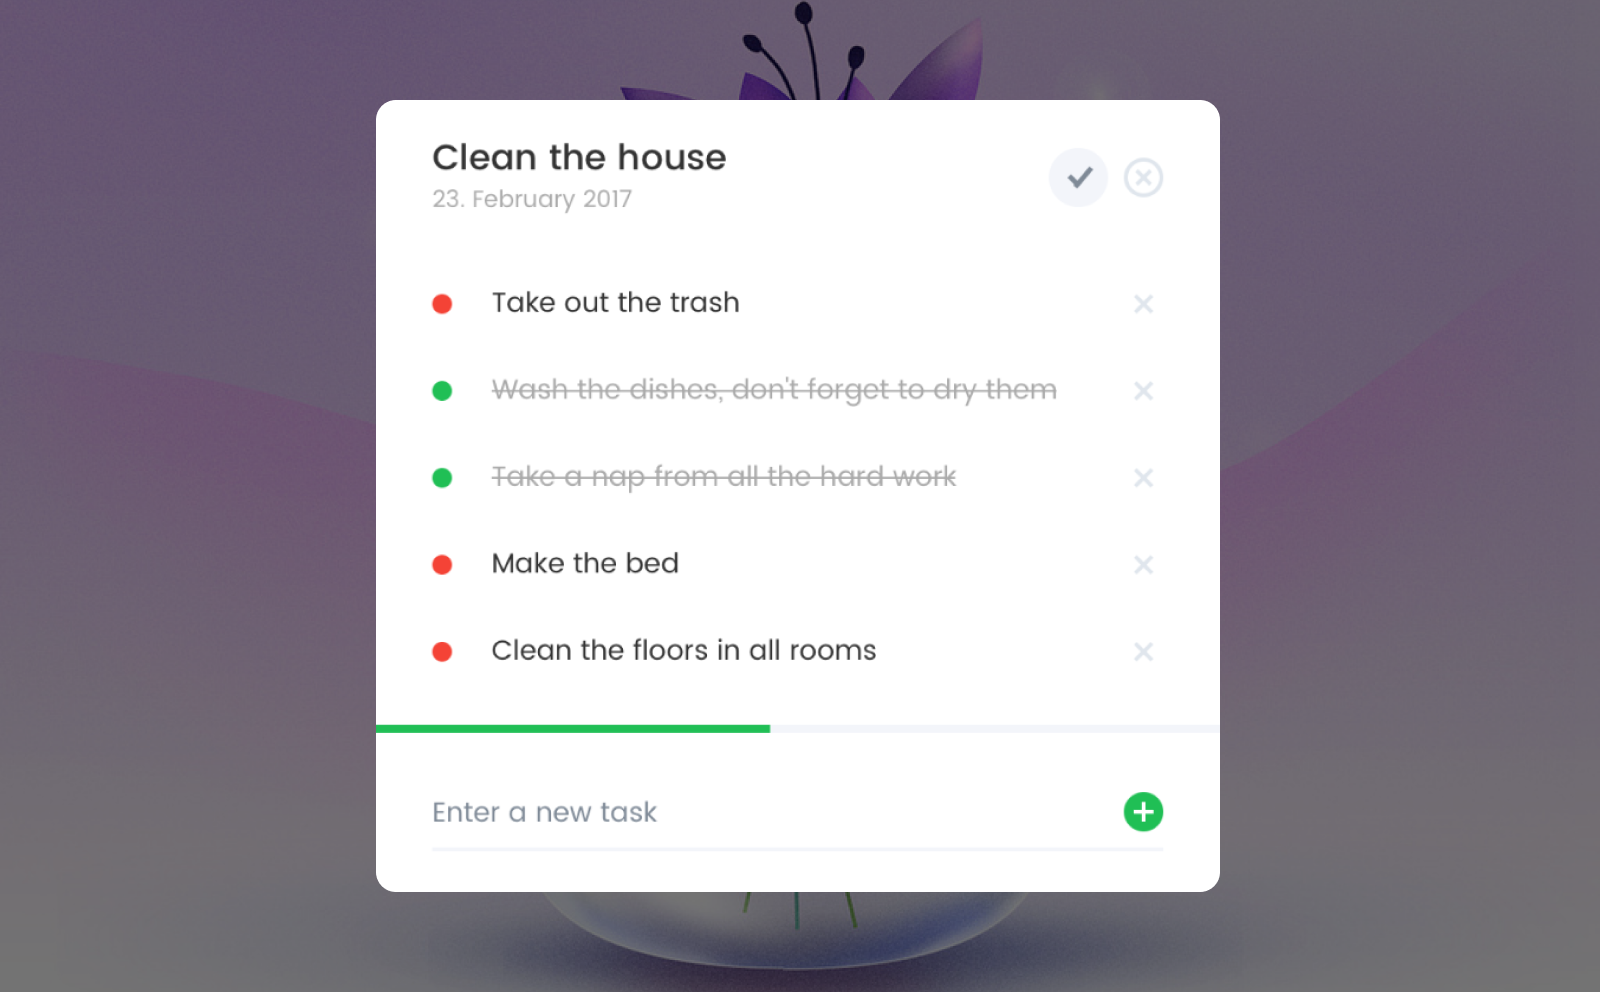 Clean the house
23. February 2017
Take out the trash
Wash the dishes, don't forget to dry them
Take a nap from all the hard work
Make the bed
Clean the floors in all rooms
Enter a new task